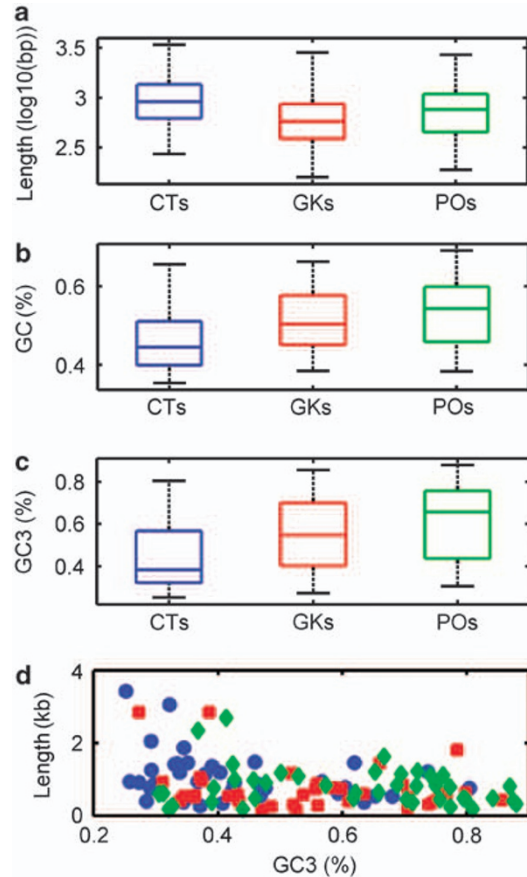 a
Length (log10(bp))
3.5
3
2.5
CTs GKs POs
b
GC (%)
0.6
0.4
CTs GKs POs
c
GC3 (%)
0.8
0.6
0.4
CTs GKs POs
d
Length (kb)
4
2
0
0.2 0.4 0.6 0.8
GC3 (%)